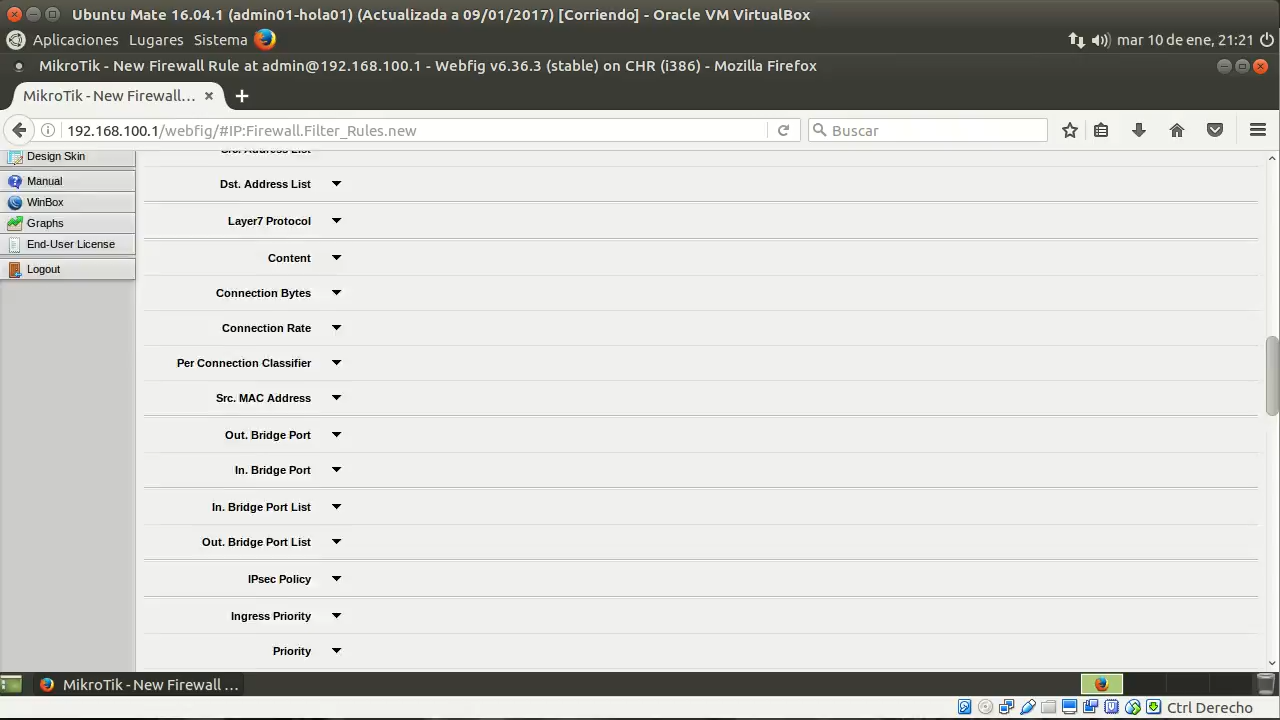 Ubuntu Mate 16.04.1 (admin01-hola01) (Actualizada a 09/01/2017) [Corriendo] - Oracle VM VirtualBox
Aplicaciones Lugares Sistema mar 10 de ene, 21:21
MikroTik - New Firewall Rule at admin@192.168.100.1 - Webfig v6.36.3 (stable) on CHR (i386) - Mozilla Firefox
MikroTik - New Firewall...
192.168.100.1/webfig/#IP:Firewall.Filter_Rules.new Buscar
Design Skin
Manual
WinBox
Graphs
End-User License
Logout
Src. Address List
Dst. Address List
Layer7 Protocol
Content
Connection Bytes
Connection Rate
Per Connection Classifier
Src. MAC Address
Out. Bridge Port
In. Bridge Port
In. Bridge Port List
Out. Bridge Port List
IPsec Policy
Ingress Priority
Priority
MikroTik - New Firewall ...
Ctrl Derecho